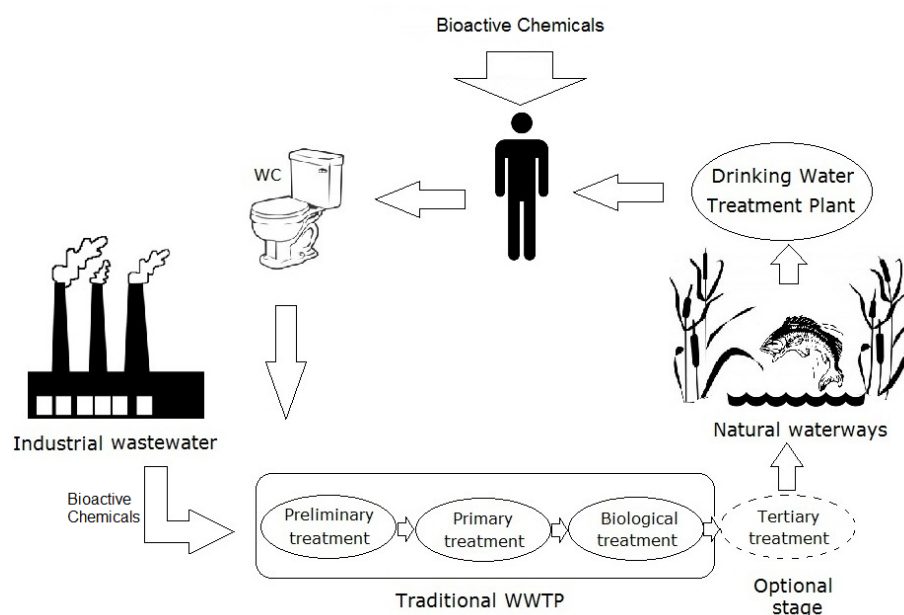 Bioactive Chemicals
WC
Drinking Water
Treatment Plant
Industrial wastewater
Natural waterways
Bioactive
Chemicals
Preliminary
treatment
Primary
treatment
Biological
treatment
Tertiary
treatment
Traditional WWTP
Optional
stage